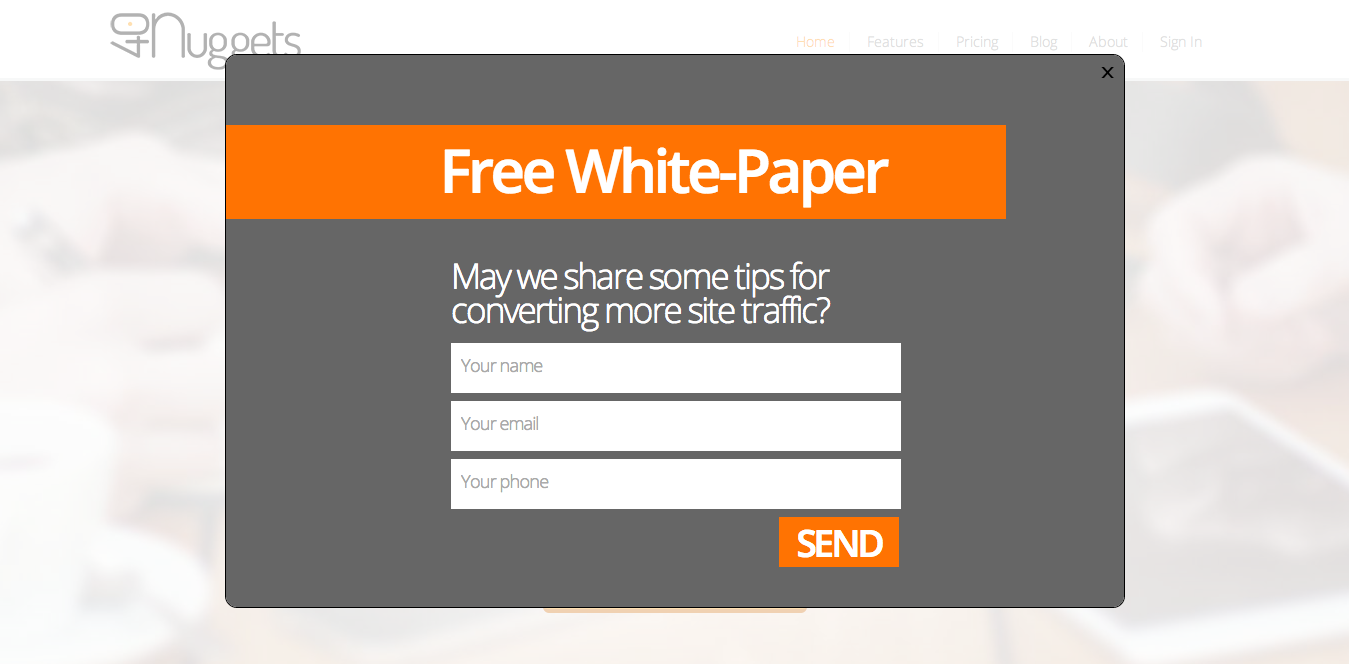 40Nuggets
Home Features Pricing Blog About Sign In
X
Free White-Paper
May we share some tips for
converting more site traffic?
Your name
Your email
Your phone
SEND